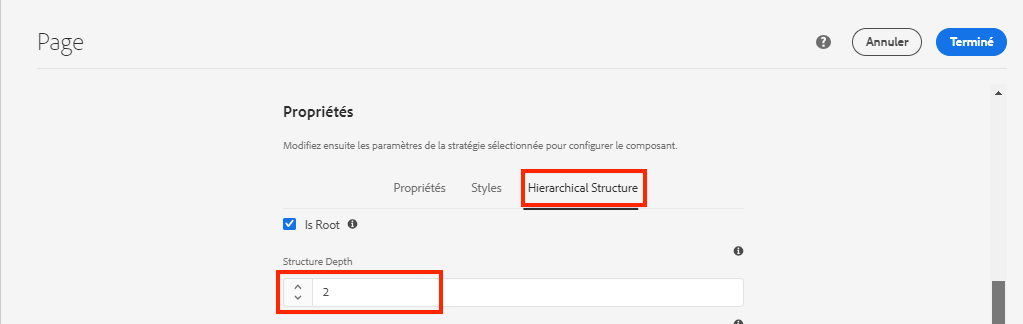 Page
Annuler
Terminé
Propriétés
Modifiez ensuite les paramètres de la stratégie sélectionnée pour configurer le composant.
Propriétés Styles Hierarchical Structure
Is Root
Structure Depth
2